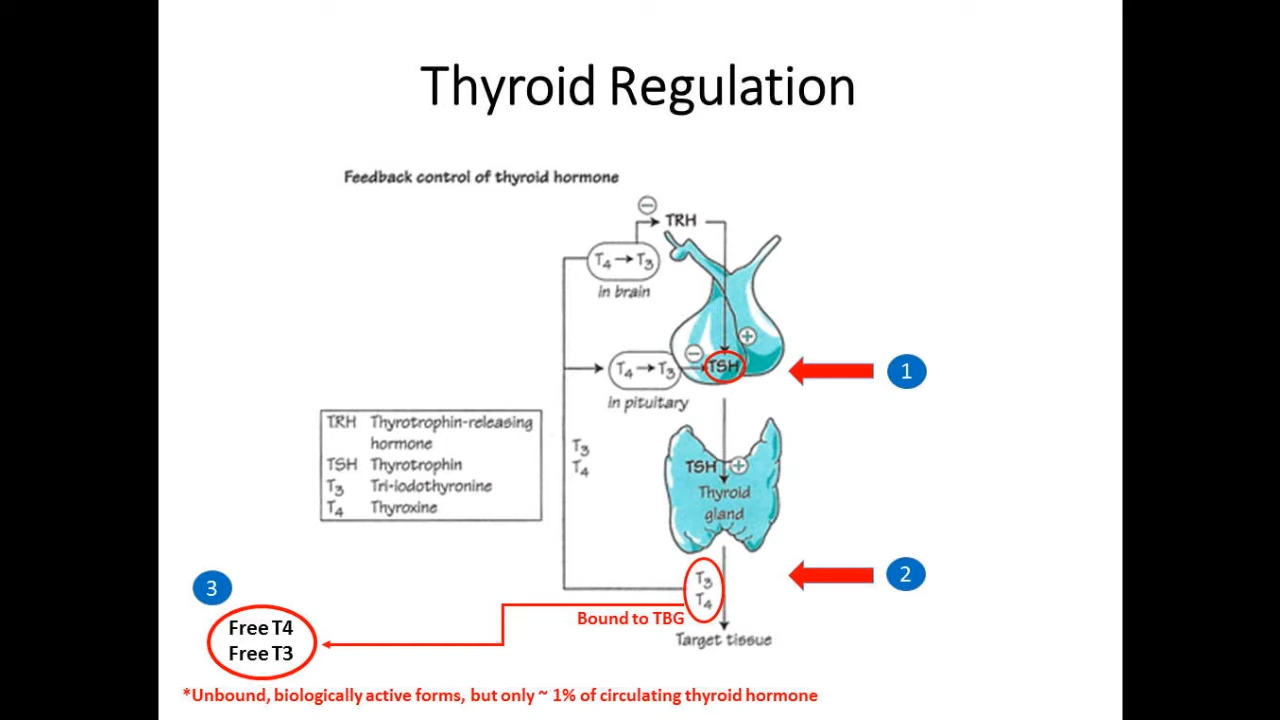 Thyroid Regulation
Feedback control of thyroid hormone
− TRH
T₄ → T₃
in brain
+
−
T₄ → T₃ TSH
in pituitary
1
TRH Thyrotrophin-releasing
hormone
TSH Thyrotrophin
T₃ Tri-iodothyronine
T₄ Thyroxine
T₃
T₄
TSH +
Thyroid
gland
2
T₃
T₄
Bound to TBG
Target tissue
3
Free T4
Free T3
*Unbound, biologically active forms, but only ~ 1% of circulating thyroid hormone